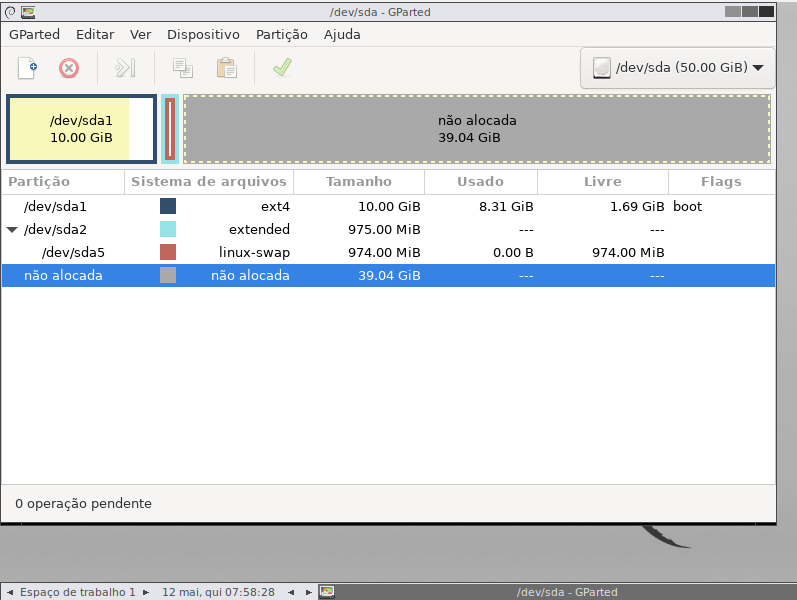 /dev/sda - GParted
GParted Editar Ver Dispositivo Partição Ajuda
/dev/sda (50.00 GiB)
/dev/sda1
10.00 GiB
não alocada
39.04 GiB
Partição Sistema de arquivos Tamanho Usado Livre Flags
/dev/sda1 ext4 10.00 GiB 8.31 GiB 1.69 GiB boot
/dev/sda2 extended 975.00 MiB --- ---
/dev/sda5 linux-swap 974.00 MiB 0.00 B 974.00 MiB
não alocada não alocada 39.04 GiB --- ---
0 operação pendente
Espaço de trabalho 1 12 mai, qui 07:58:28 /dev/sda - GParted